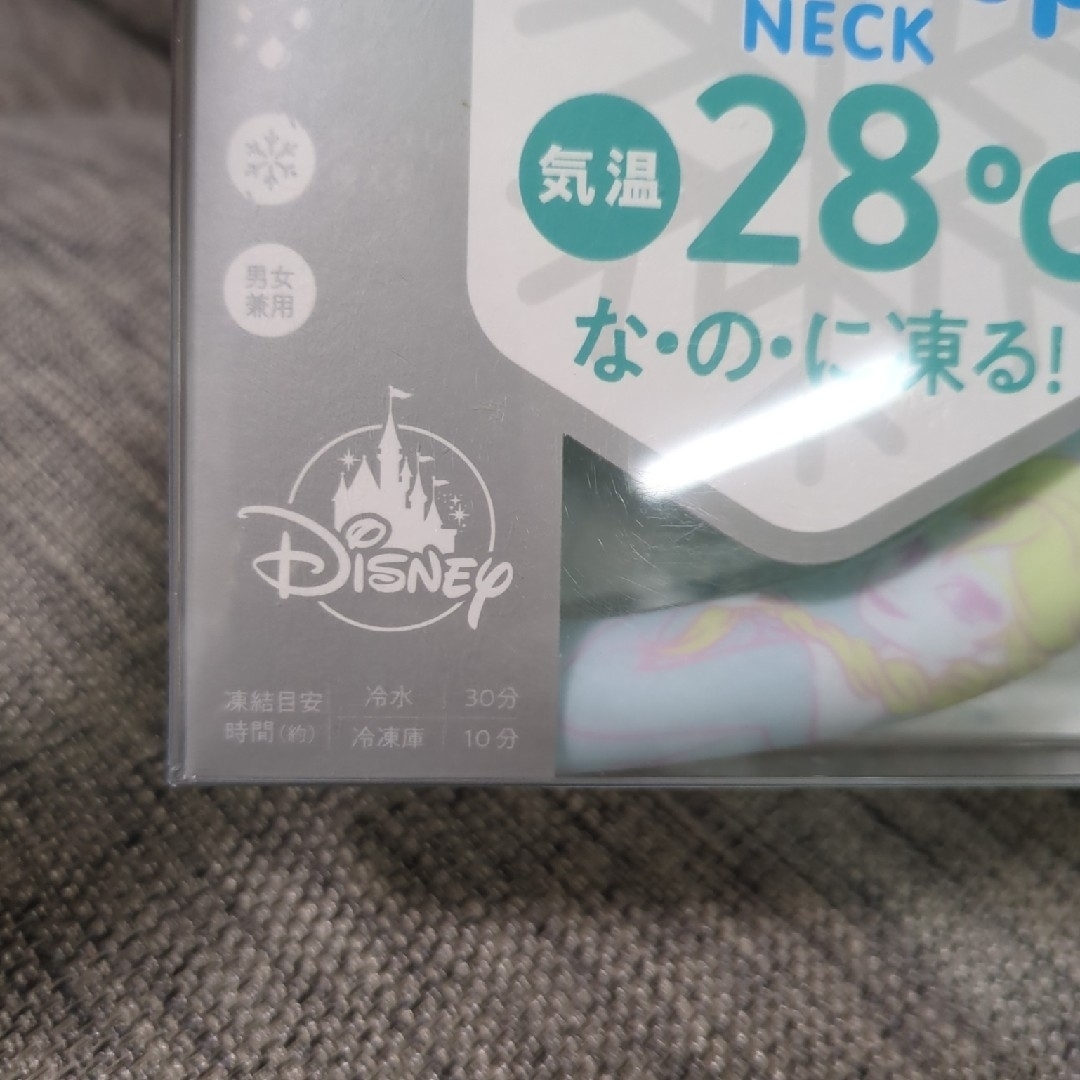 NECK
気温
28℃
な・の・に凍る!
男女
兼用
Disney
凍結目安
時間(約)
冷水 30分
冷凍庫 10分